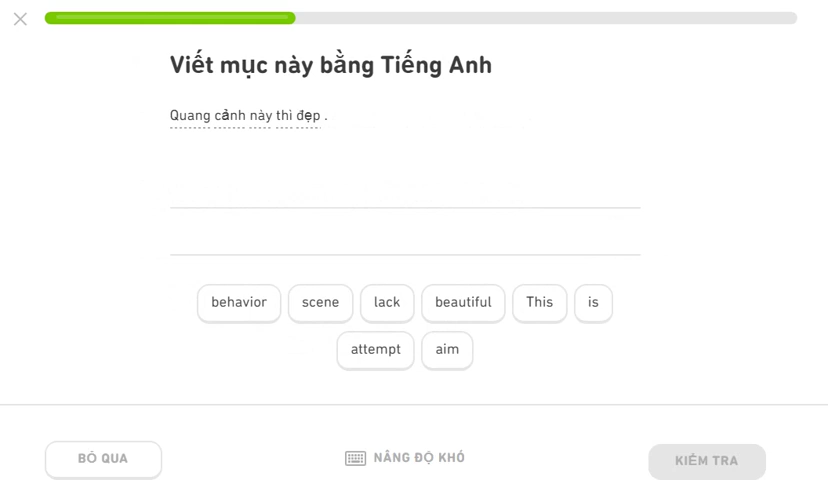 Viết mục này bằng Tiếng Anh
Quang cảnh này thì đẹp .
behavior scene lack beautiful This is
attempt aim
BỎ QUA NÂNG ĐỘ KHÓ KIỂM TRA